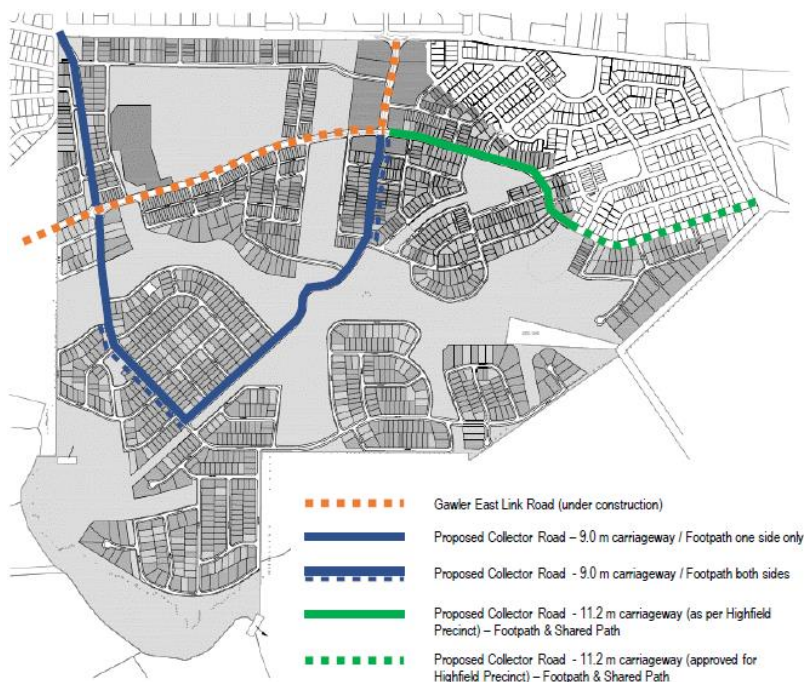 Gawler East Link Road (under construction)
Proposed Collector Road – 9.0 m carriageway / Footpath one side only
Proposed Collector Road - 9.0 m carriageway / Footpath both sides
Proposed Collector Road - 11.2 m carriageway (as per Highfield
Precinct) – Footpath & Shared Path
Proposed Collector Road - 11.2 m carriageway (approved for
Highfield Precinct) – Footpath & Shared Path